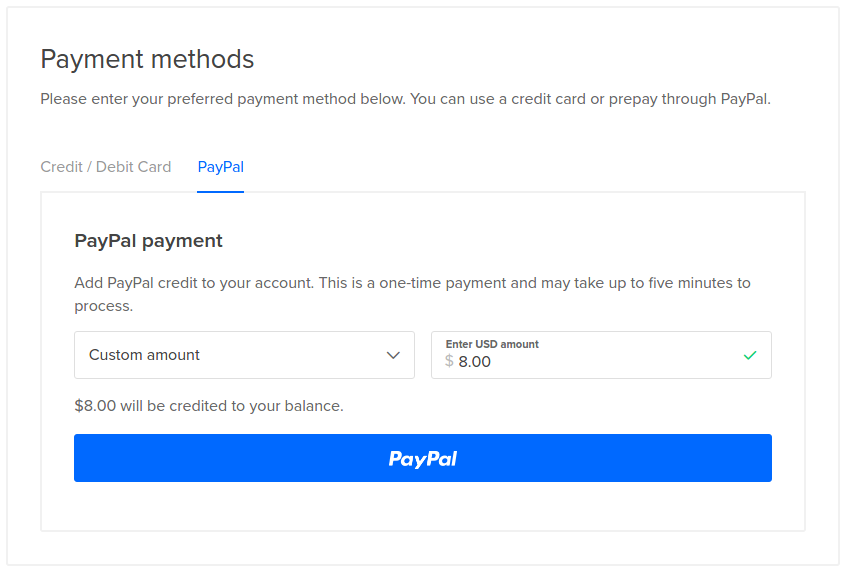 Payment methods
Please enter your preferred payment method below. You can use a credit card or prepay through PayPal.
Credit / Debit Card PayPal
PayPal payment
Add PayPal credit to your account. This is a one-time payment and may take up to five minutes to
process.
Custom amount
Enter USD amount
$ 8.00
$8.00 will be credited to your balance.
PayPal